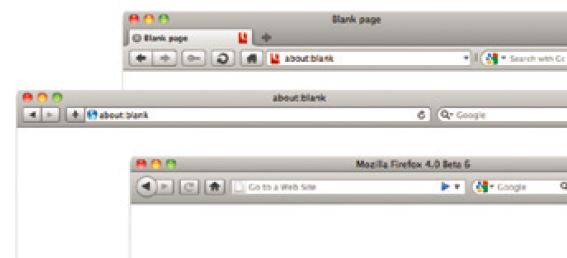 Blank page
Blank page
about:blank
Search with Gc
about:blank
about:blank
Google
Mozilla Firefox 4.0 Beta 6
Go to a Web Site
Google